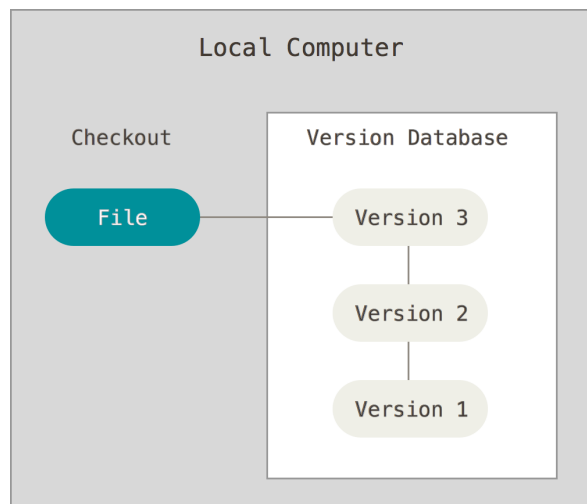 Local Computer
Checkout
Version Database
File
Version 3
Version 2
Version 1